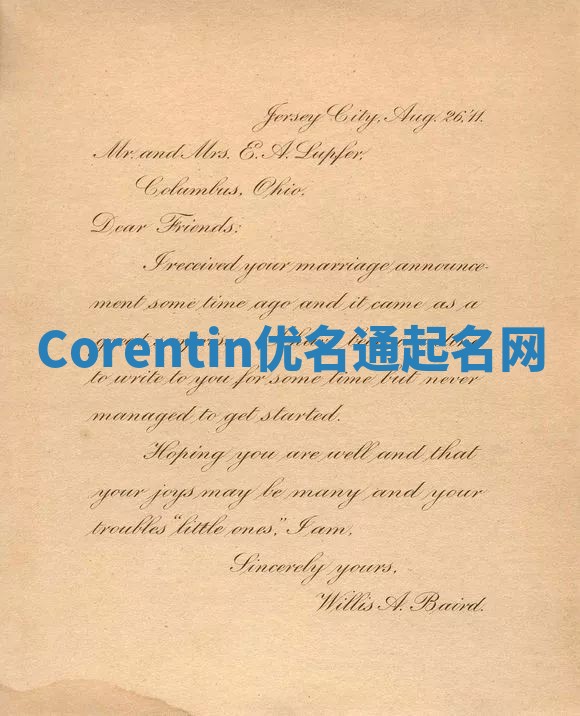 Jersey City, Aug. 26, '11.
Mr. and Mrs. E. A. Lupfer,
Columbus, Ohio.
Dear Friends:
I received your marriage announce-
ment some time ago and it came as a
Corentin优名通起名网
to write to you for some time but never
managed to get started.
Hoping you are well and that
your joys may be many and your
troubles "little ones," I am,
Sincerely yours,
Willis A. Baird.